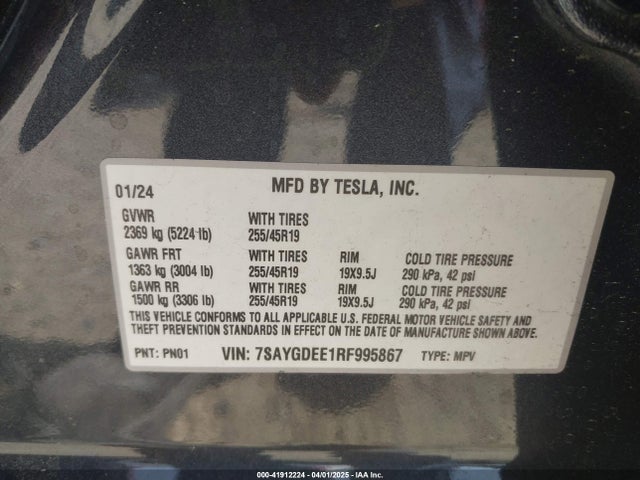 01/24 MFD BY TESLA, INC.
GVWR WITH TIRES
2369 kg (5224 lb) 255/45R19
GAWR FRT WITH TIRES RIM COLD TIRE PRESSURE
1363 kg (3004 lb) 255/45R19 19X9.5J 290 kPa, 42 psi
GAWR RR WITH TIRES RIM COLD TIRE PRESSURE
1500 kg (3306 lb) 255/45R19 19X9.5J 290 kPa, 42 psi
THIS VEHICLE CONFORMS TO ALL APPLICABLE U.S. FEDERAL MOTOR VEHICLE SAFETY AND
THEFT PREVENTION STANDARDS IN EFFECT ON THE DATE OF MANUFACTURE SHOWN ABOVE.
PNT: PN01 VIN: 7SAYGDEE1RF995867 TYPE: MPV
000-41912224 - 04/01/2025 - IAA Inc.